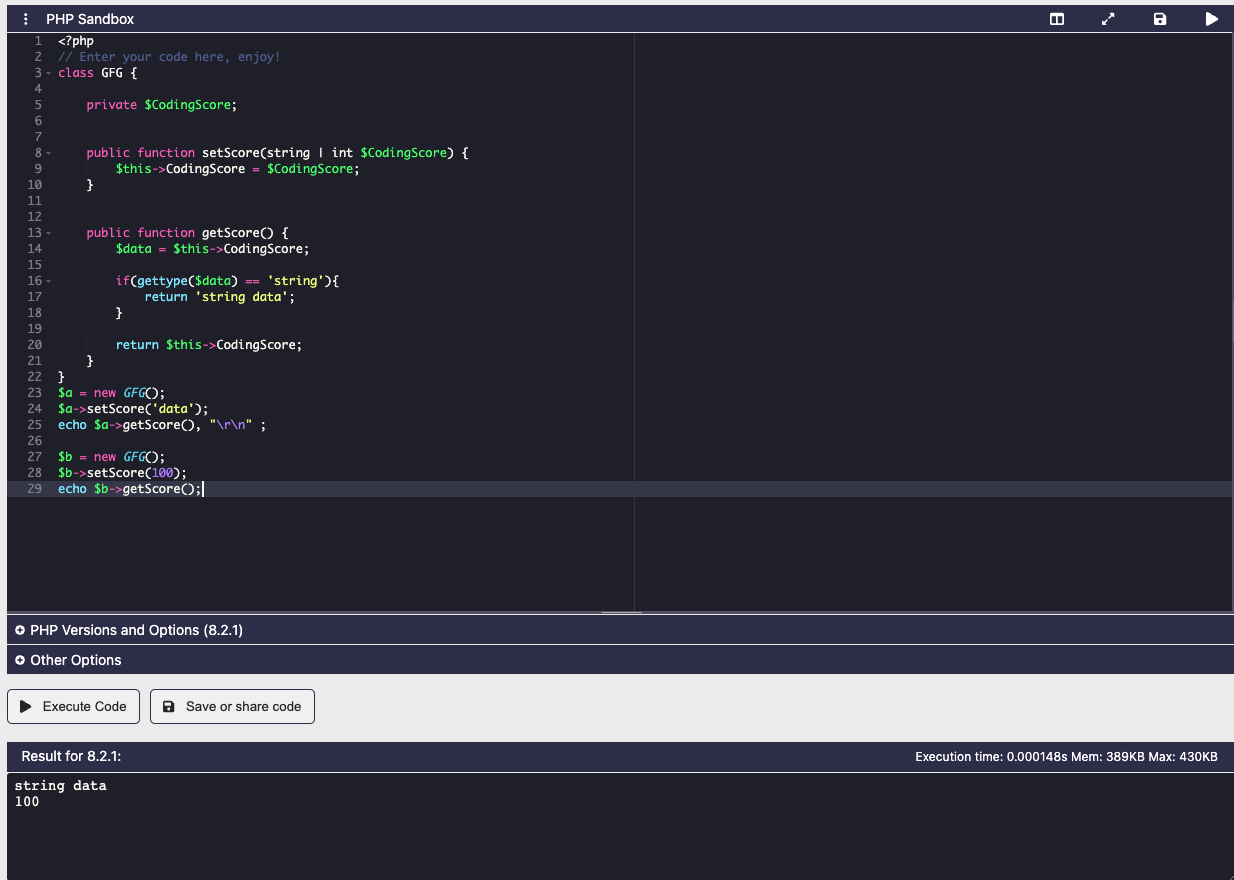 PHP Sandbox
1 <?php
2 // Enter your code here, enjoy!
3 class GFG {
4
5 private $CodingScore;
6
7
8 public function setScore(string | int $CodingScore) {
9 $this->CodingScore = $CodingScore;
10 }
11
12
13 public function getScore() {
14 $data = $this->CodingScore;
15
16 if(gettype($data) == 'string'){
17 return 'string data';
18 }
19
20 return $this->CodingScore;
21 }
22 }
23 $a = new GFG();
24 $a->setScore('data');
25 echo $a->getScore(), "\r\n" ;
26
27 $b = new GFG();
28 $b->setScore(100);
29 echo $b->getScore();
PHP Versions and Options (8.2.1)
Other Options
Execute Code Save or share code
Result for 8.2.1: Execution time: 0.000148s Mem: 389KB Max: 430KB
string data
100